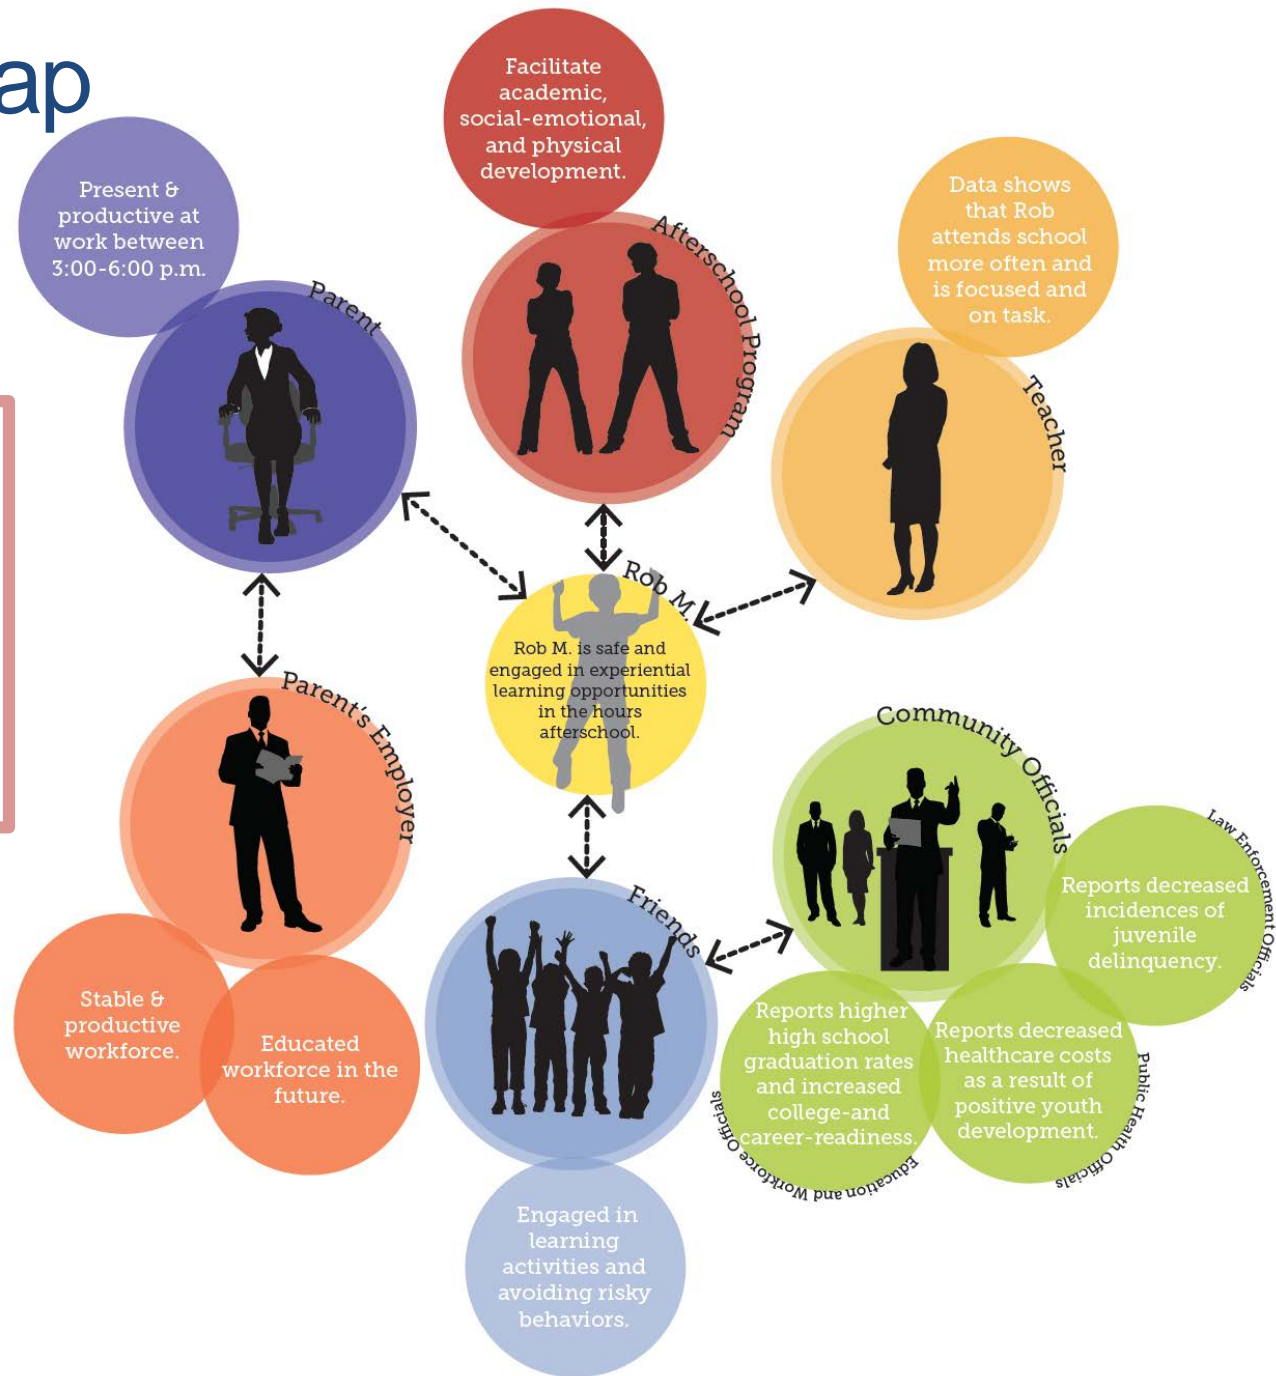 ap
Facilitate
academic,
social-emotional,
and physical
development.
Afterschool Program
Present &
productive at
work between
3:00-6:00 p.m.
Parent
Data shows
that Rob
attends school
more often and
is focused and
on task.
Teacher
Rob M.
Rob M. is safe and
engaged in experiential
learning opportunities
in the hours
afterschool.
Parent's Employer
Stable &
productive
workforce.
Educated
workforce in the
future.
Friends
Engaged in
learning
activities and
avoiding risky
behaviors.
Community Officials
Reports decreased
incidences of
juvenile
delinquency.
Law Enforcement Officials
Reports higher
high school
graduation rates
and increased
college-and
career-readiness.
Education and Workforce Officials
Reports decreased
healthcare costs
as a result of
positive youth
development.
Public Health Officials